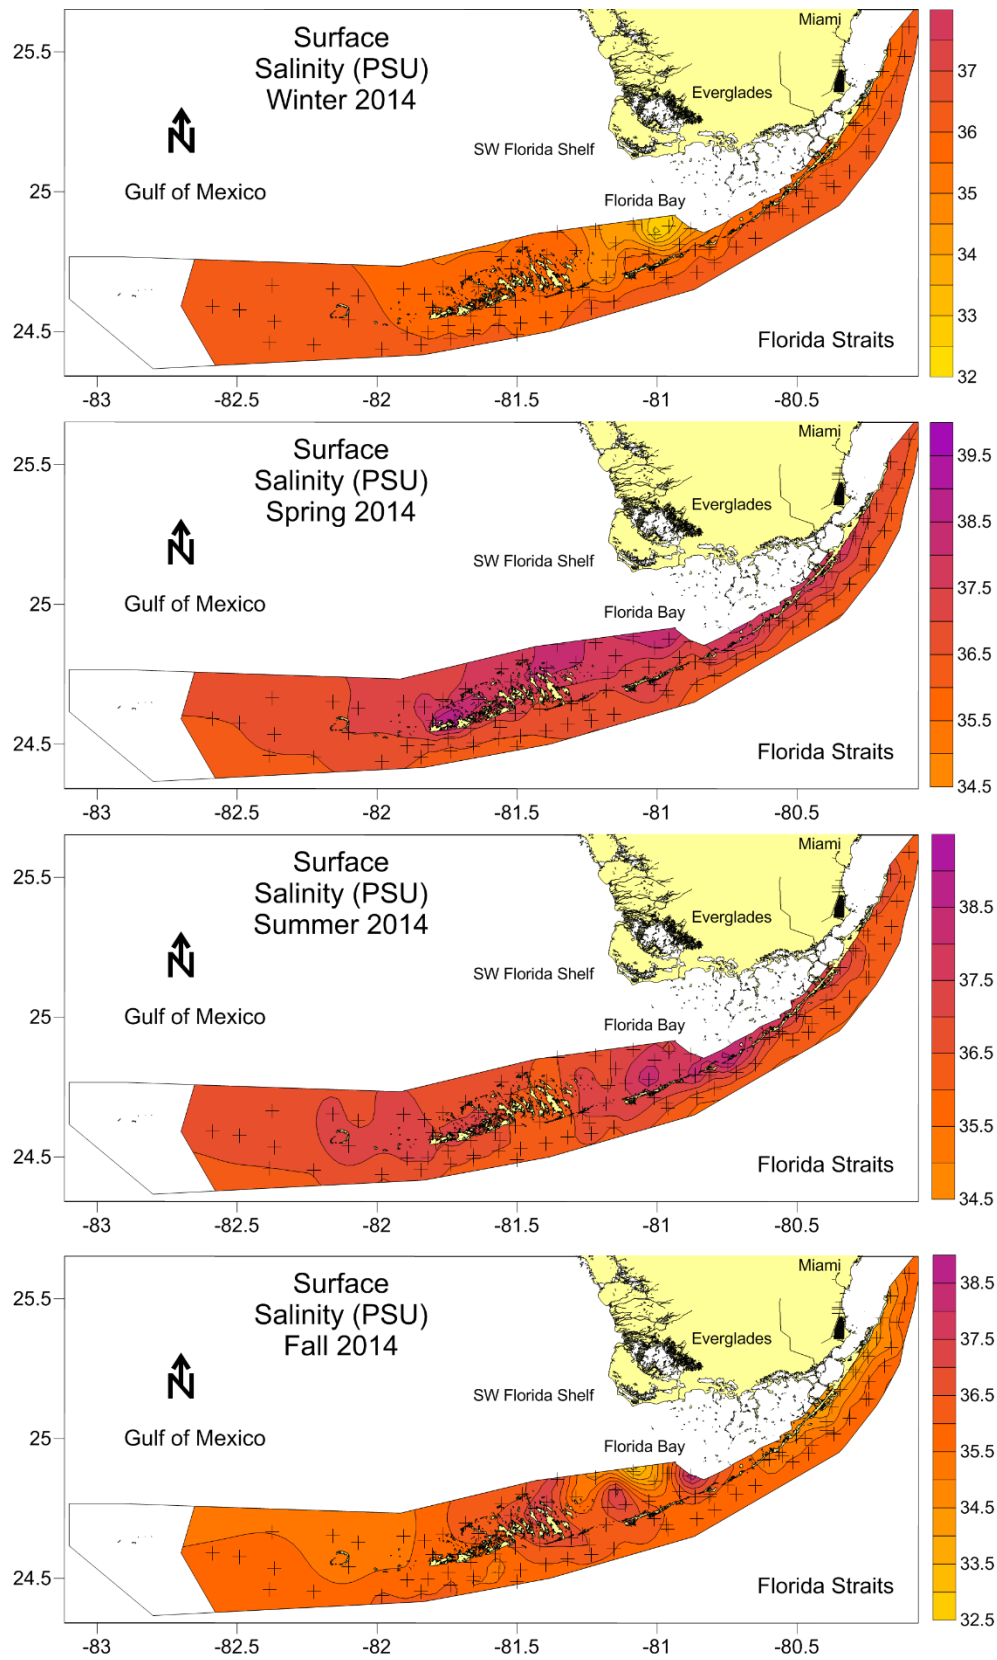 Surface
Salinity (PSU)
Winter 2014
Miami
Everglades
SW Florida Shelf
Florida Bay
N
Gulf of Mexico
Florida Straits
25.5
25
24.5
-83
-82.5
-82
-81.5
-81
-80.5
37
36
35
34
33
32
Surface
Salinity (PSU)
Spring 2014
Miami
Everglades
SW Florida Shelf
Florida Bay
N
Gulf of Mexico
Florida Straits
25.5
25
24.5
-83
-82.5
-82
-81.5
-81
-80.5
39.5
38.5
37.5
36.5
35.5
34.5
Surface
Salinity (PSU)
Summer 2014
Miami
Everglades
SW Florida Shelf
Florida Bay
N
Gulf of Mexico
Florida Straits
25.5
25
24.5
-83
-82.5
-82
-81.5
-81
-80.5
38.5
37.5
36.5
35.5
34.5
Surface
Salinity (PSU)
Fall 2014
Miami
Everglades
SW Florida Shelf
Florida Bay
N
Gulf of Mexico
Florida Straits
25.5
25
24.5
-83
-82.5
-82
-81.5
-81
-80.5
38.5
37.5
36.5
35.5
34.5
33.5
32.5